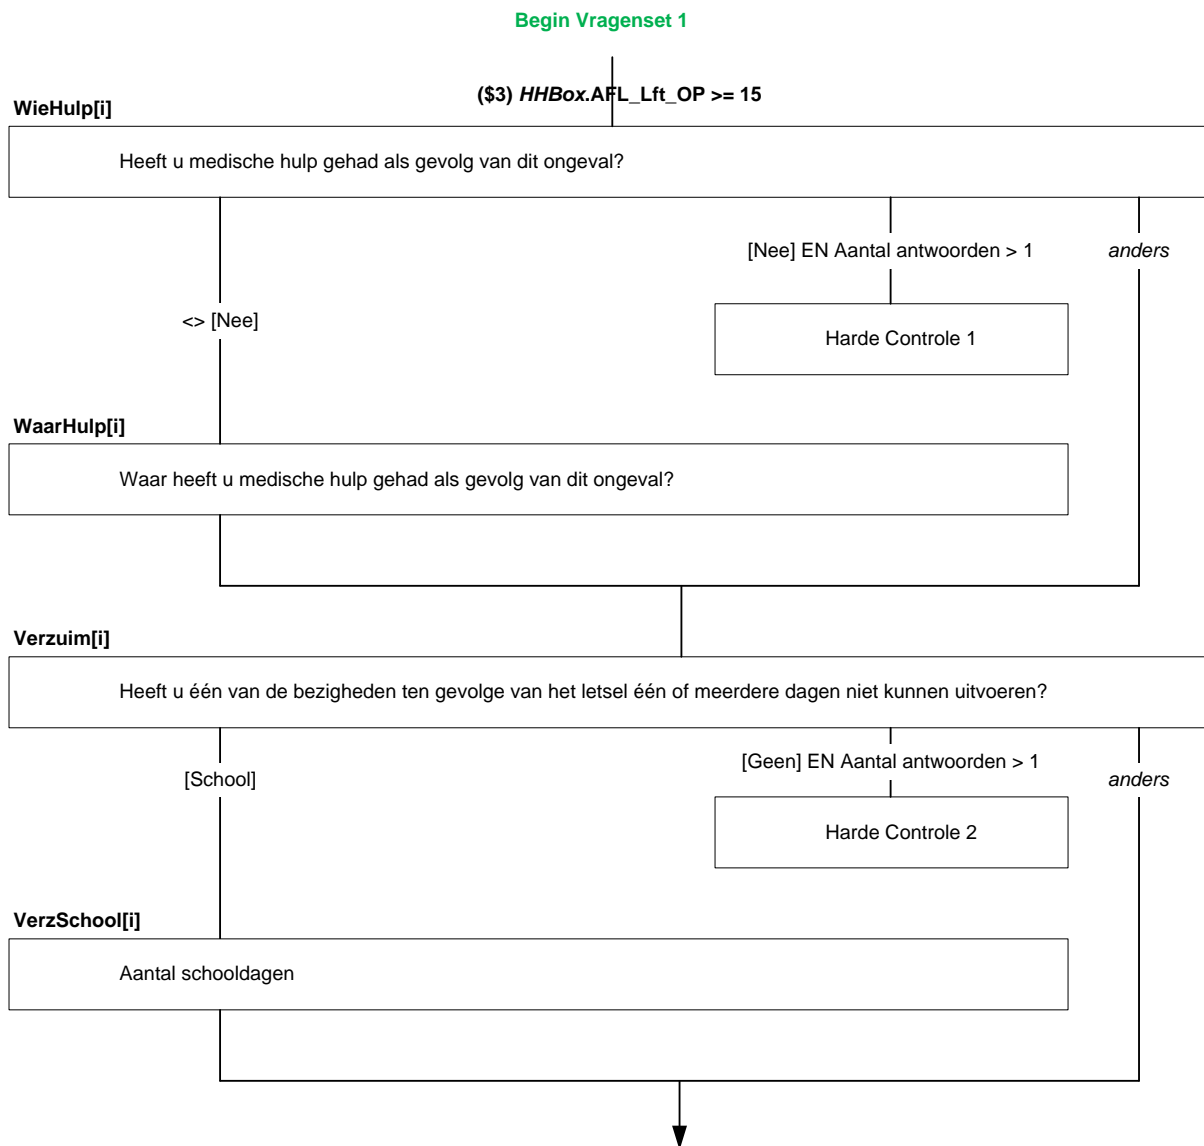 Begin Vragenset 1
($3) HHBox.AFL_Lft_OP >= 15
WieHulp[i]
Heeft u medische hulp gehad als gevolg van dit ongeval?
[Nee] EN Aantal antwoorden > 1
anders
<> [Nee]
Harde Controle 1
WaarHulp[i]
Waar heeft u medische hulp gehad als gevolg van dit ongeval?
Verzuim[i]
Heeft u één van de bezigheden ten gevolge van het letsel één of meerdere dagen niet kunnen uitvoeren?
[School]
[Geen] EN Aantal antwoorden > 1
anders
Harde Controle 2
VerzSchool[i]
Aantal schooldagen